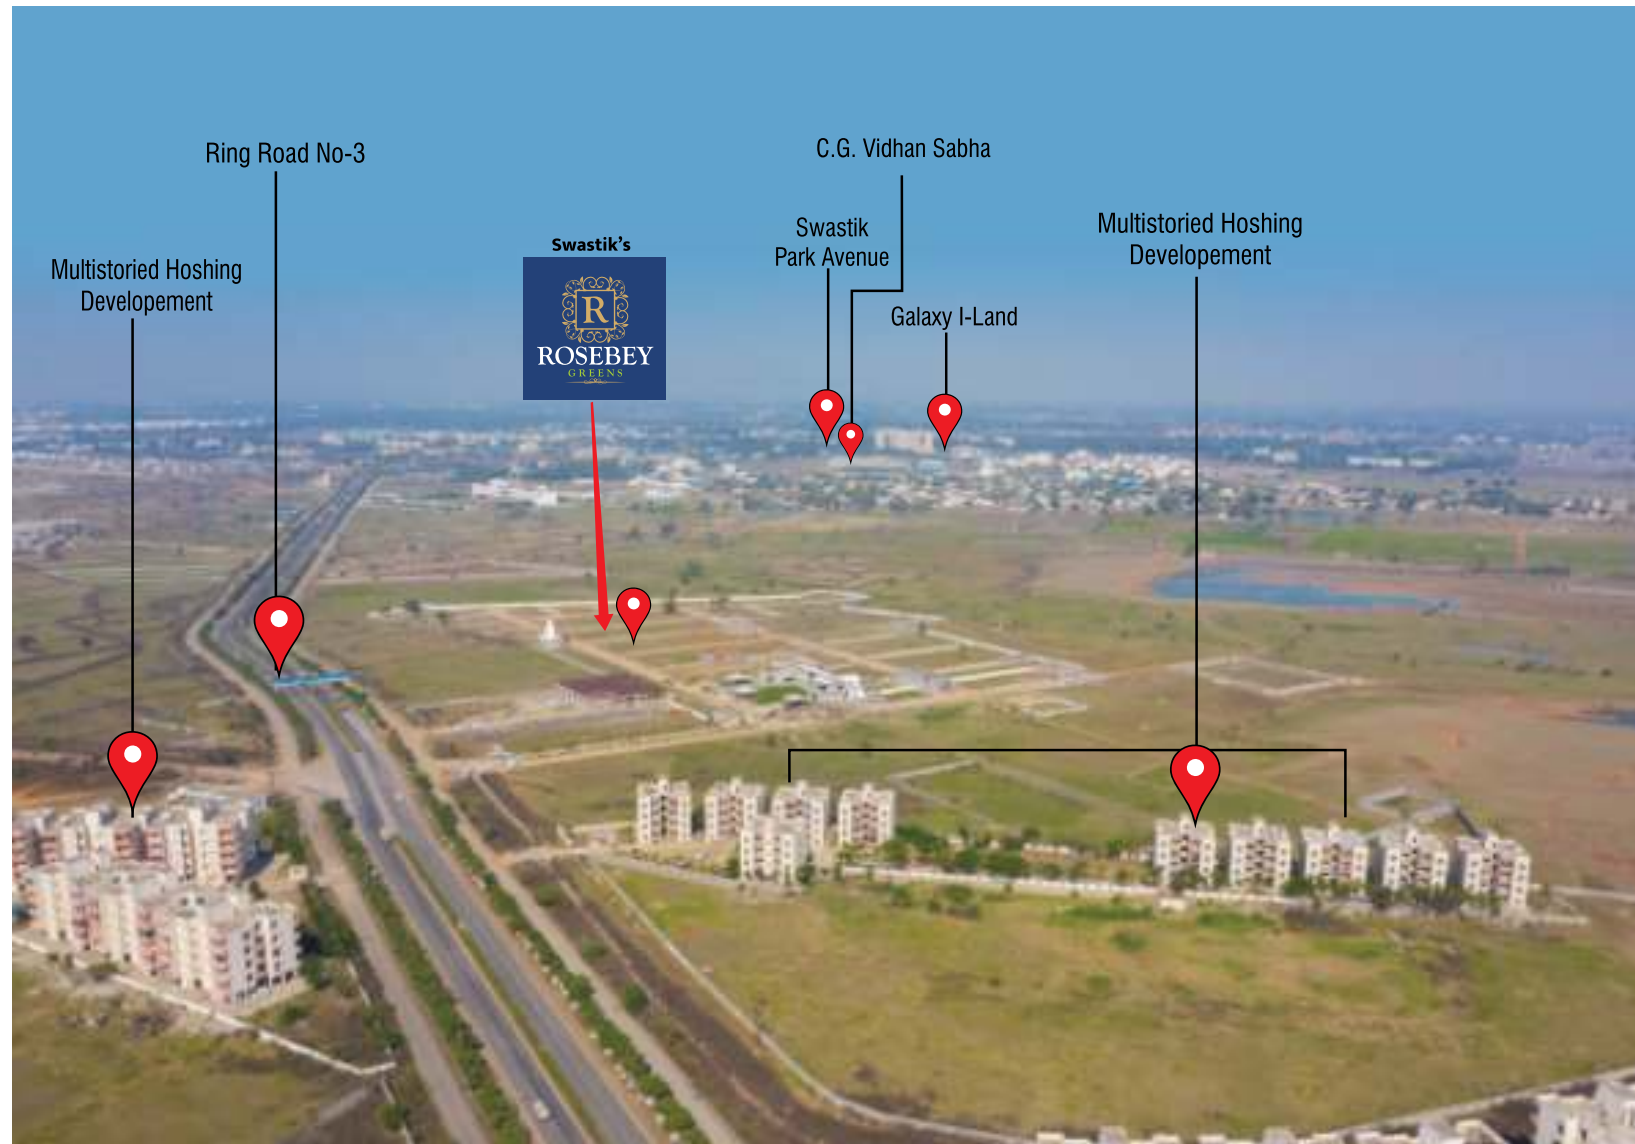 Ring Road No-3
C.G. Vidhan Sabha
Multistoried Hoshing
Developement
Swastik's
R
ROSEBEY
GREENS
Swastik
Park Avenue
Galaxy I-Land
Multistoried Hoshing
Developement